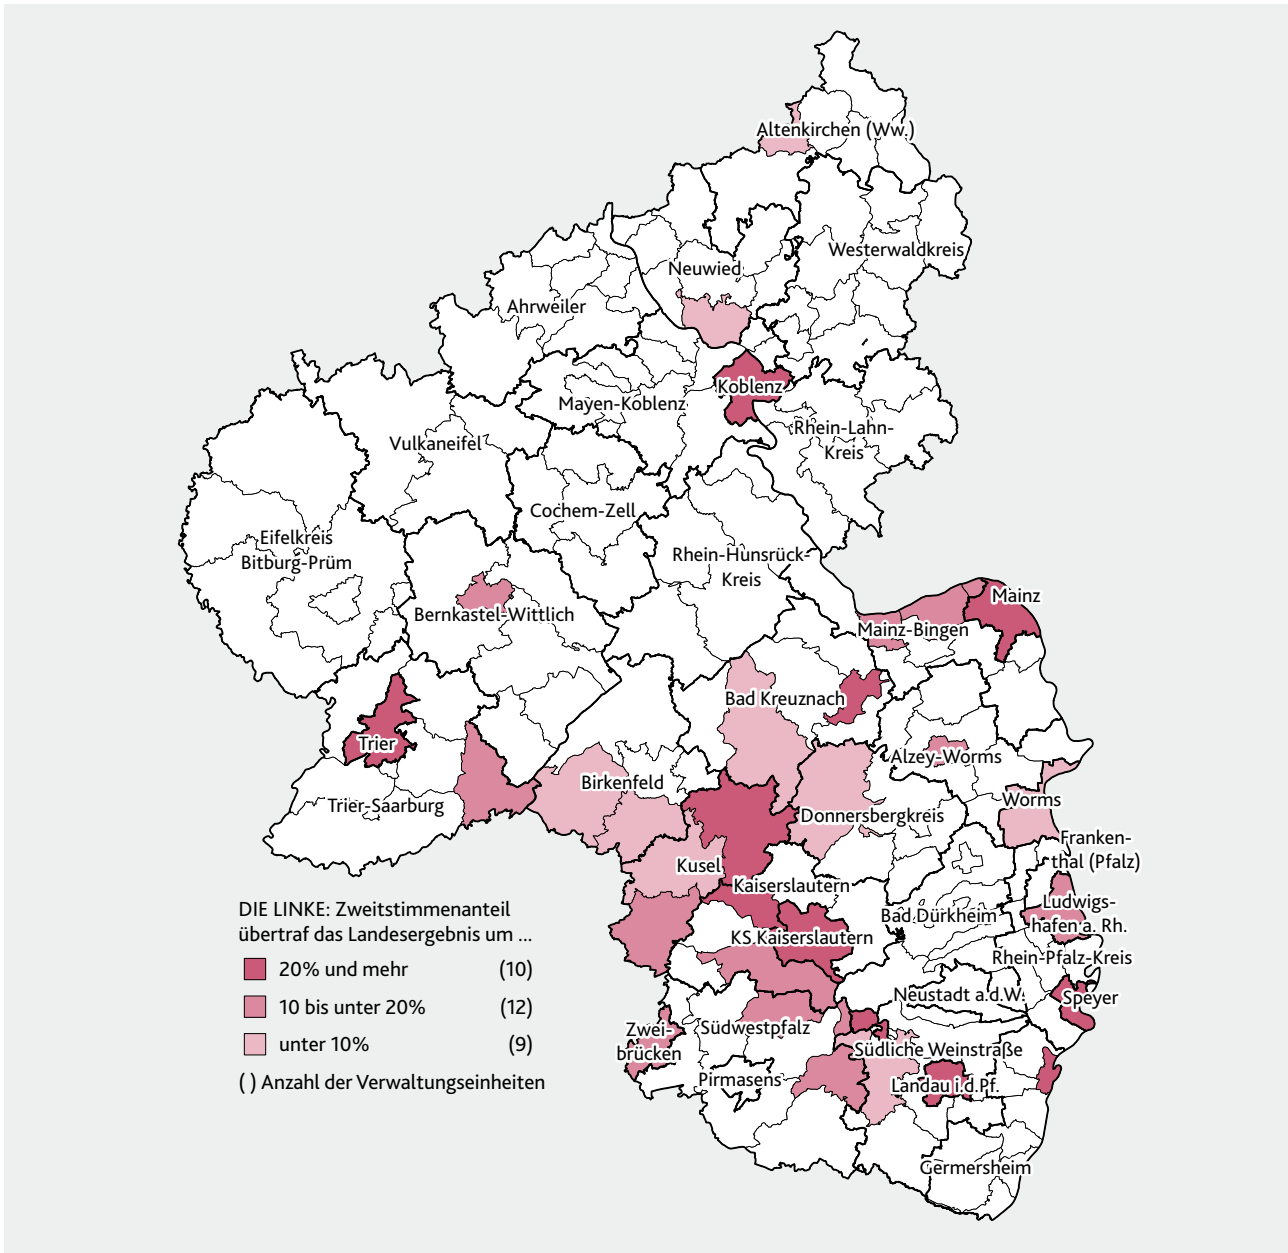 Altenkirchen (Ww.)
Westerwaldkreis
Neuwied
Ahrweiler
Koblenz
Mayen-Koblenz
Rhein-Lahn-
Kreis
Vulkaneifel
Cochem-Zell
Eifelkreis
Bitburg-Prüm
Rhein-Hunsrück-
Kreis
Mainz
Bernkastel-Wittlich
Mainz-Bingen
Bad Kreuznach
Trier
Alzey-Worms
Birkenfeld
Trier-Saarburg
Worms
Donnersbergkreis
Franken-
thal (Pfalz)
Kusel
Kaiserslautern
Ludwigs-
hafen a. Rh.
Bad Dürkheim
KS Kaiserslautern
Rhein-Pfalz-Kreis
Neustadt a.d.W.
Speyer
Südwestpfalz
Zwei-
brücken
Südliche Weinstraße
Pirmasens
Landau i.d.Pf.
Germersheim
DIE LINKE: Zweitstimmenanteil
übertraf das Landesergebnis um ...
20% und mehr (10)
10 bis unter 20% (12)
unter 10% (9)
( ) Anzahl der Verwaltungseinheiten